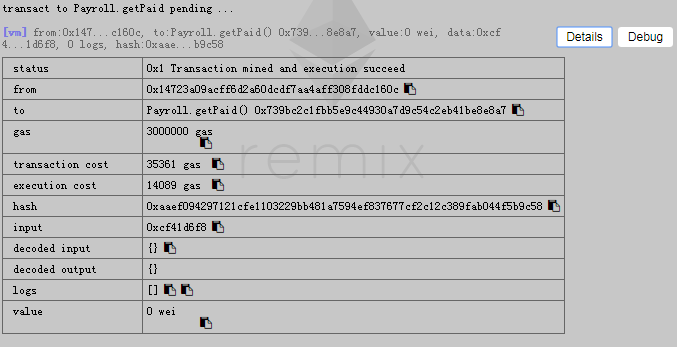 transact to Payroll.getPaid pending ...
[vm] from:0x147...c160c, to:Payroll.getPaid() 0x739...8e8a7, value:0 wei, data:0xcf
4...1d6f8, 0 logs, hash:0xaae...b9c58
Details
Debug
status 0x1 Transaction mined and execution succeed
from 0x14723a09acff6d2a60dcdf7aa4aff308fddc160c
to Payroll.getPaid() 0x739bc2c1fbb5e9c44930a7d9c54c2eb41be8e8a7
gas 3000000 gas
transaction cost 35361 gas
execution cost 14089 gas
hash 0xaaef094297121cfe1103229bb481a7594ef837677cf2c12c389fab044f5b9c58
input 0xcf41d6f8
decoded input {}
decoded output {}
logs []
value 0 wei
remix